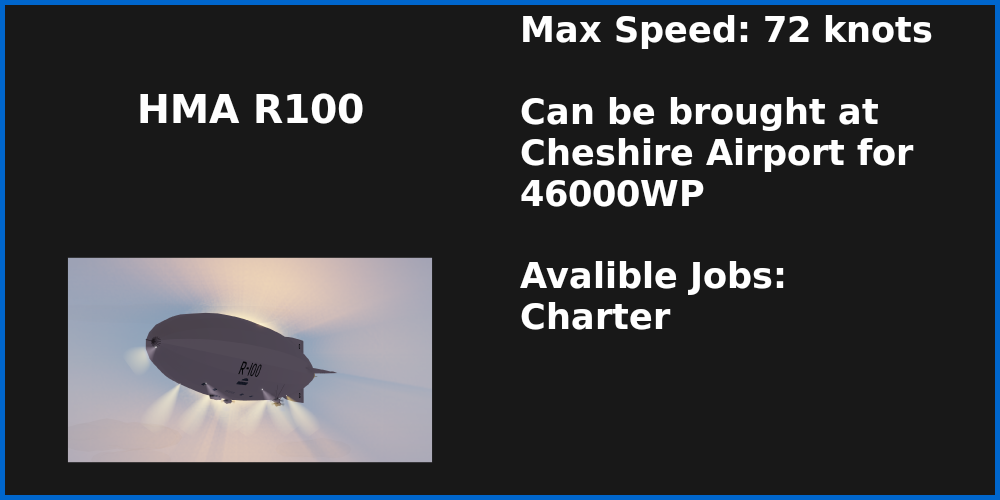 HMA R100
R-100
Max Speed: 72 knots
Can be brought at
Cheshire Airport for
46000WP
Avalible Jobs:
Charter